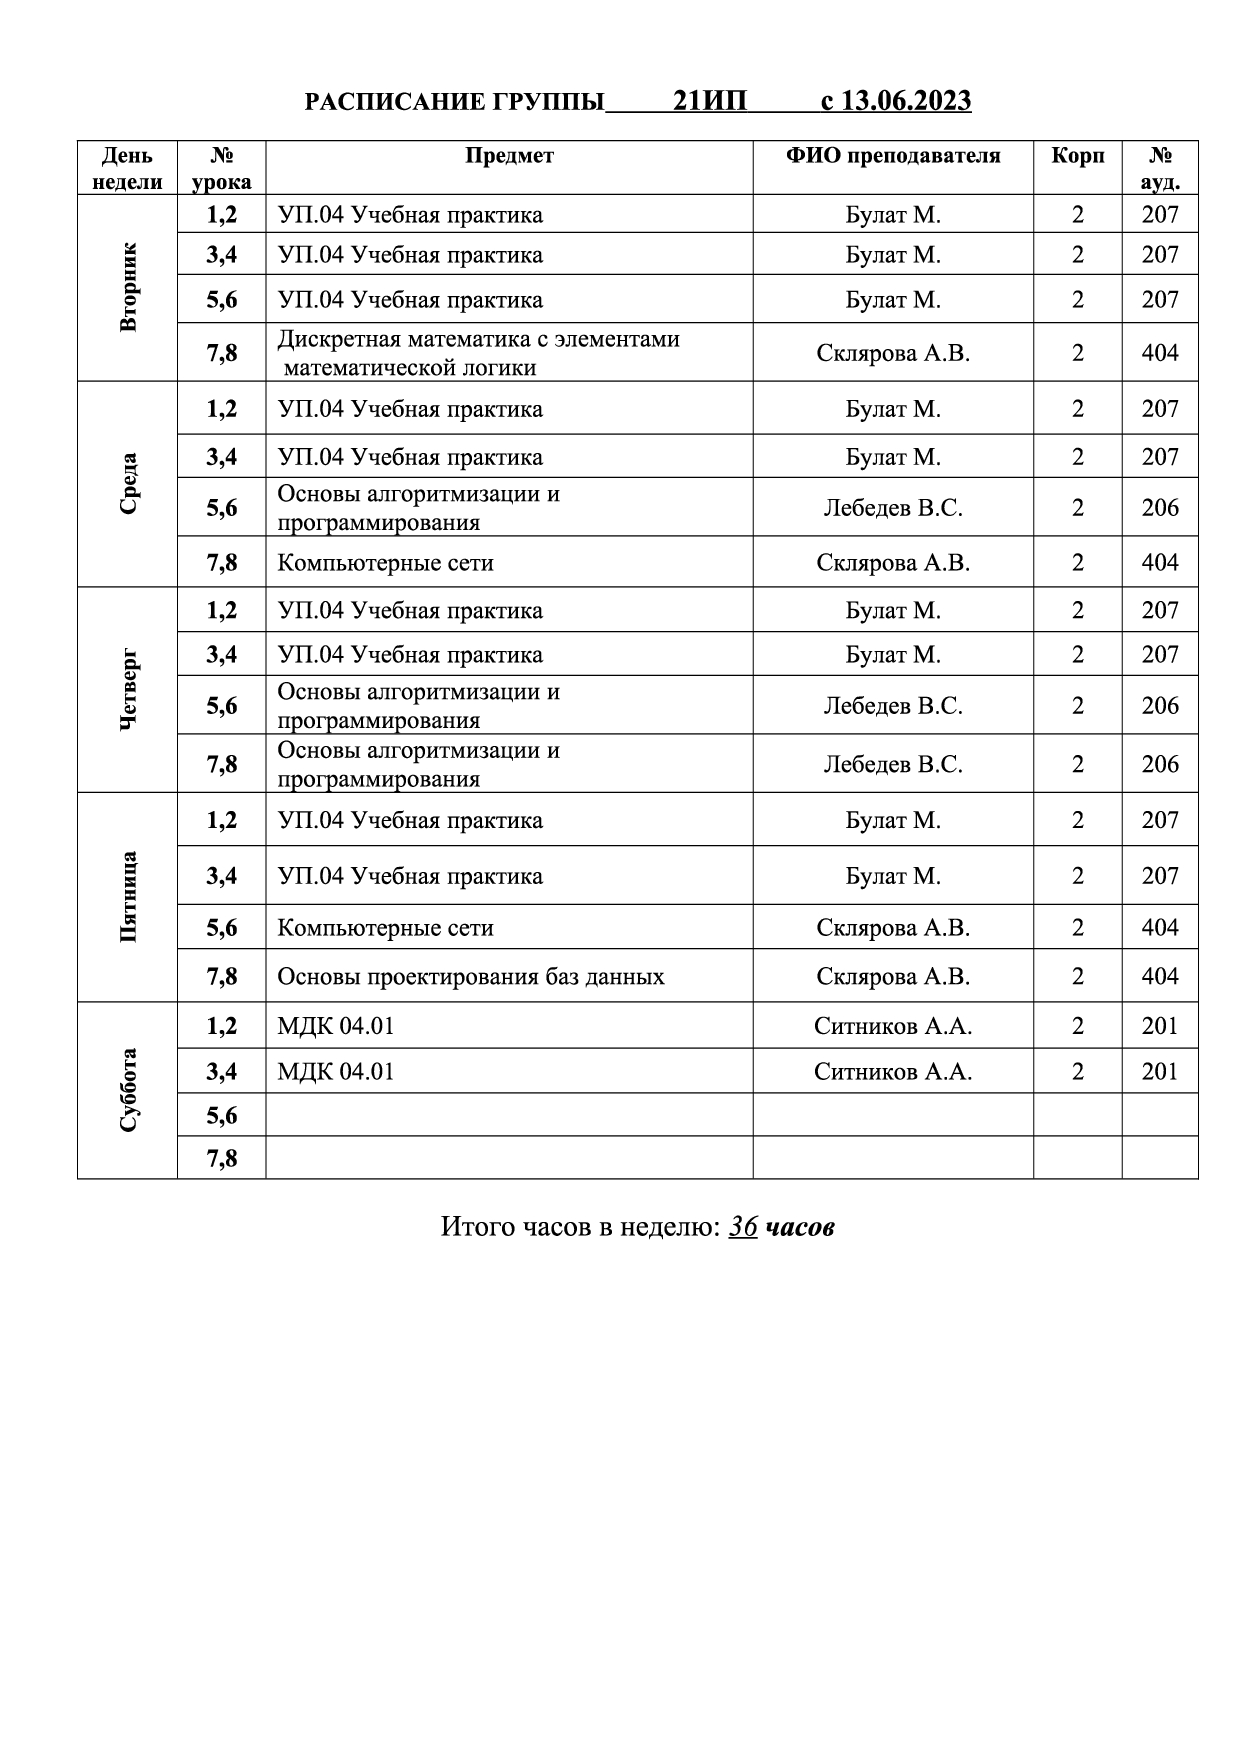 РАСПИСАНИЕ ГРУППЫ_____21ИП_____с 13.06.2023
День недели № урока Предмет ФИО преподавателя Корп № ауд.
Вторник
1,2 УП.04 Учебная практика Булат М. 2 207
3,4 УП.04 Учебная практика Булат М. 2 207
5,6 УП.04 Учебная практика Булат М. 2 207
7,8 Дискретная математика с элементами
математической логики Склярова А.В. 2 404
Среда
1,2 УП.04 Учебная практика Булат М. 2 207
3,4 УП.04 Учебная практика Булат М. 2 207
5,6 Основы алгоритмизации и
программирования Лебедев В.С. 2 206
7,8 Компьютерные сети Склярова А.В. 2 404
Четверг
1,2 УП.04 Учебная практика Булат М. 2 207
3,4 УП.04 Учебная практика Булат М. 2 207
5,6 Основы алгоритмизации и
программирования Лебедев В.С. 2 206
7,8 Основы алгоритмизации и
программирования Лебедев В.С. 2 206
Пятница
1,2 УП.04 Учебная практика Булат М. 2 207
3,4 УП.04 Учебная практика Булат М. 2 207
5,6 Компьютерные сети Склярова А.В. 2 404
7,8 Основы проектирования баз данных Склярова А.В. 2 404
Суббота
1,2 МДК 04.01 Ситников А.А. 2 201
3,4 МДК 04.01 Ситников А.А. 2 201
5,6
7,8
Итого часов в неделю: 36 часов